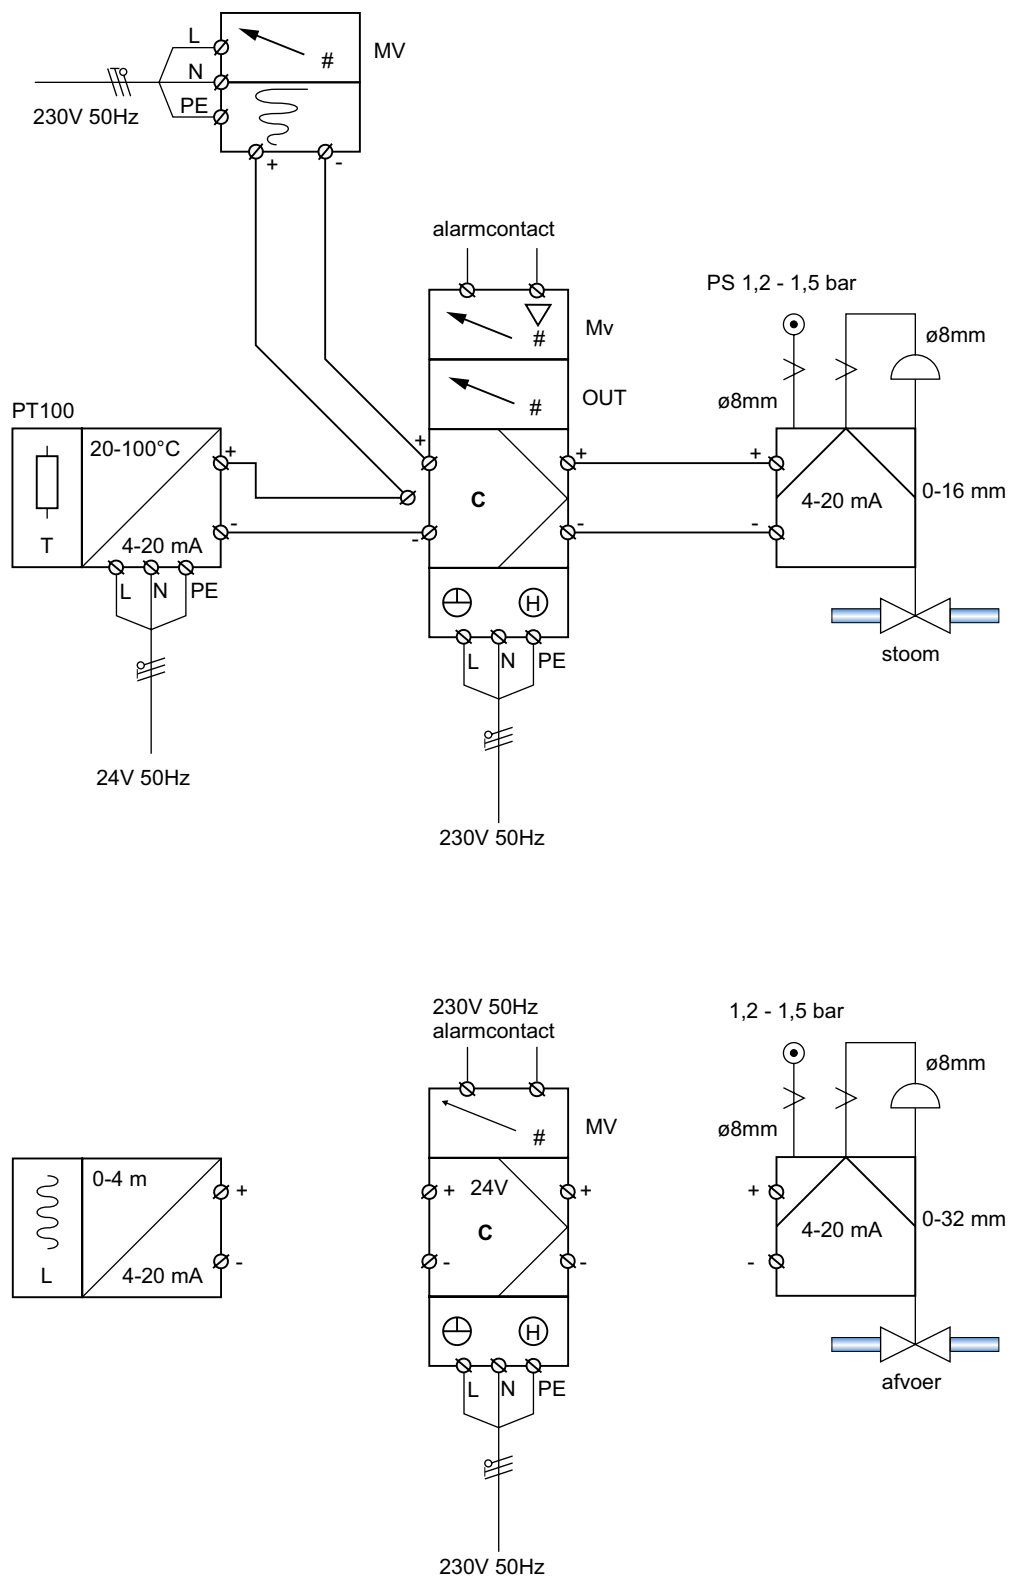 L
#
MV
N
PE
230V 50Hz
+ -
alarmcontact
#
Mv
#
OUT
PS 1,2 - 1,5 bar
ø8mm
ø8mm
PT100
20-100°C
+
-
T
4-20 mA
L N PE
24V 50Hz
+
-
C
+
-
H
L N PE
230V 50Hz
+
-
4-20 mA
0-16 mm
stoom
230V 50Hz
alarmcontact
#
MV
1,2 - 1,5 bar
ø8mm
ø8mm
0-4 m
+
-
L
4-20 mA
+ 24V +
C
- -
H
L N PE
230V 50Hz
+
-
4-20 mA
0-32 mm
afvoer